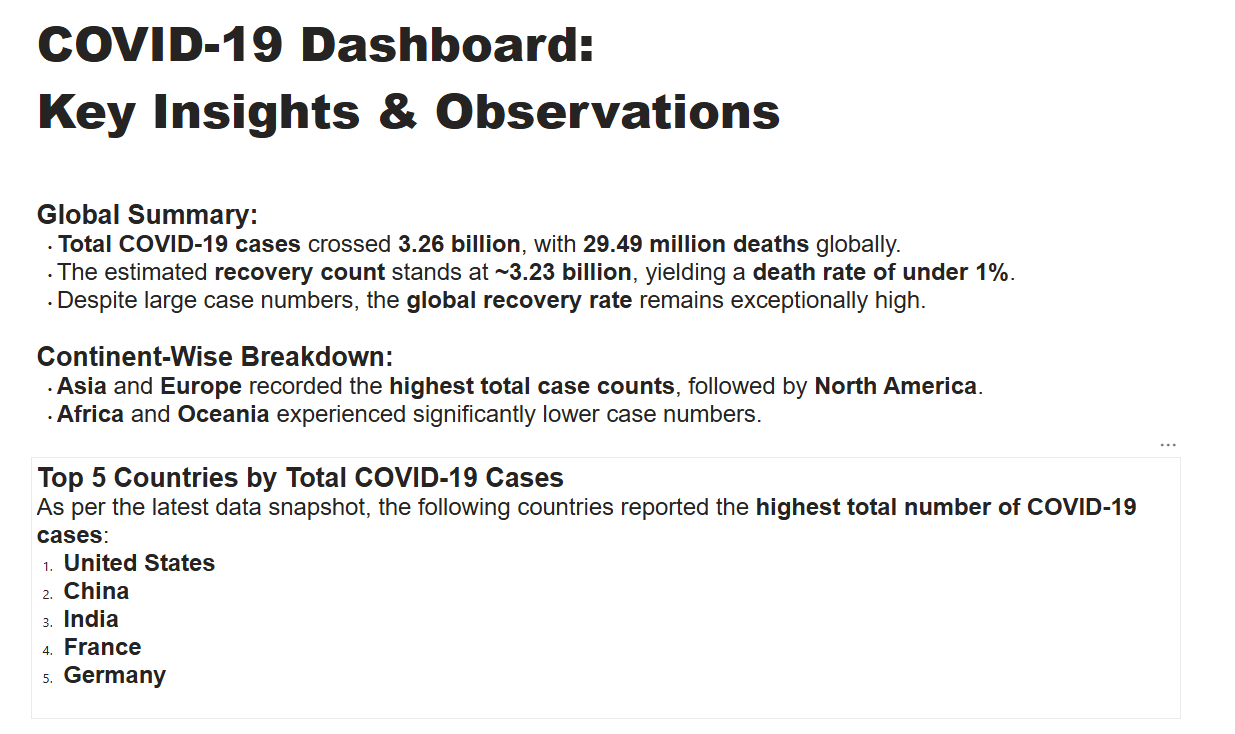 COVID-19 Dashboard:
Key Insights & Observations
Global Summary:
· Total COVID-19 cases crossed 3.26 billion, with 29.49 million deaths globally.
· The estimated recovery count stands at ~3.23 billion, yielding a death rate of under 1%.
· Despite large case numbers, the global recovery rate remains exceptionally high.
Continent-Wise Breakdown:
· Asia and Europe recorded the highest total case counts, followed by North America.
· Africa and Oceania experienced significantly lower case numbers.
...
Top 5 Countries by Total COVID-19 Cases
As per the latest data snapshot, the following countries reported the highest total number of COVID-19
cases:
1. United States
2. China
3. India
4. France
5. Germany